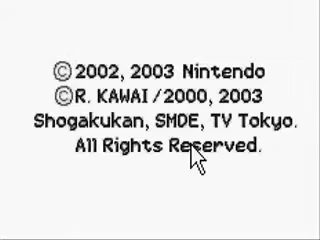 ©2002, 2003 Nintendo
©R. KAWAI/2000, 2003
Shogakukan, SMDE, TV Tokyo.
All Rights Reserved.